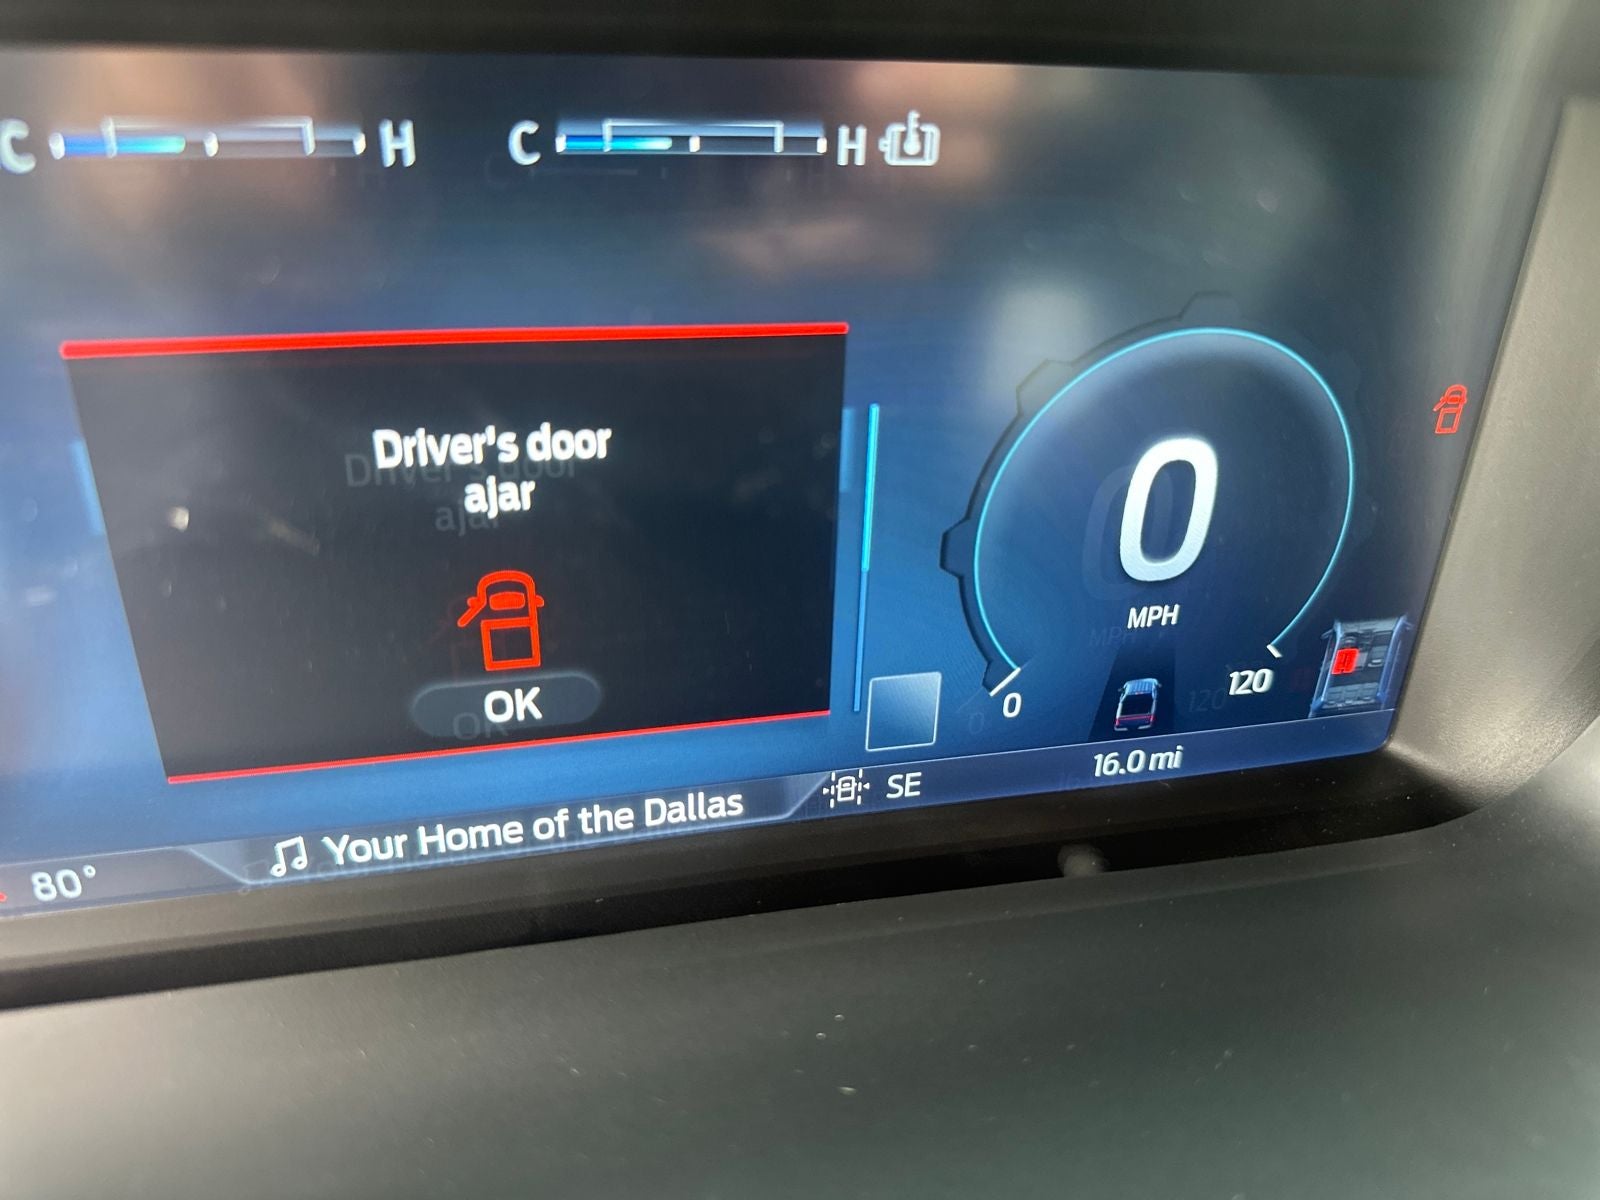 C H C H
Driver's door
ajar
OK
0
MPH
0 120
16.0 mi
SE
Your Home of the Dallas
80°